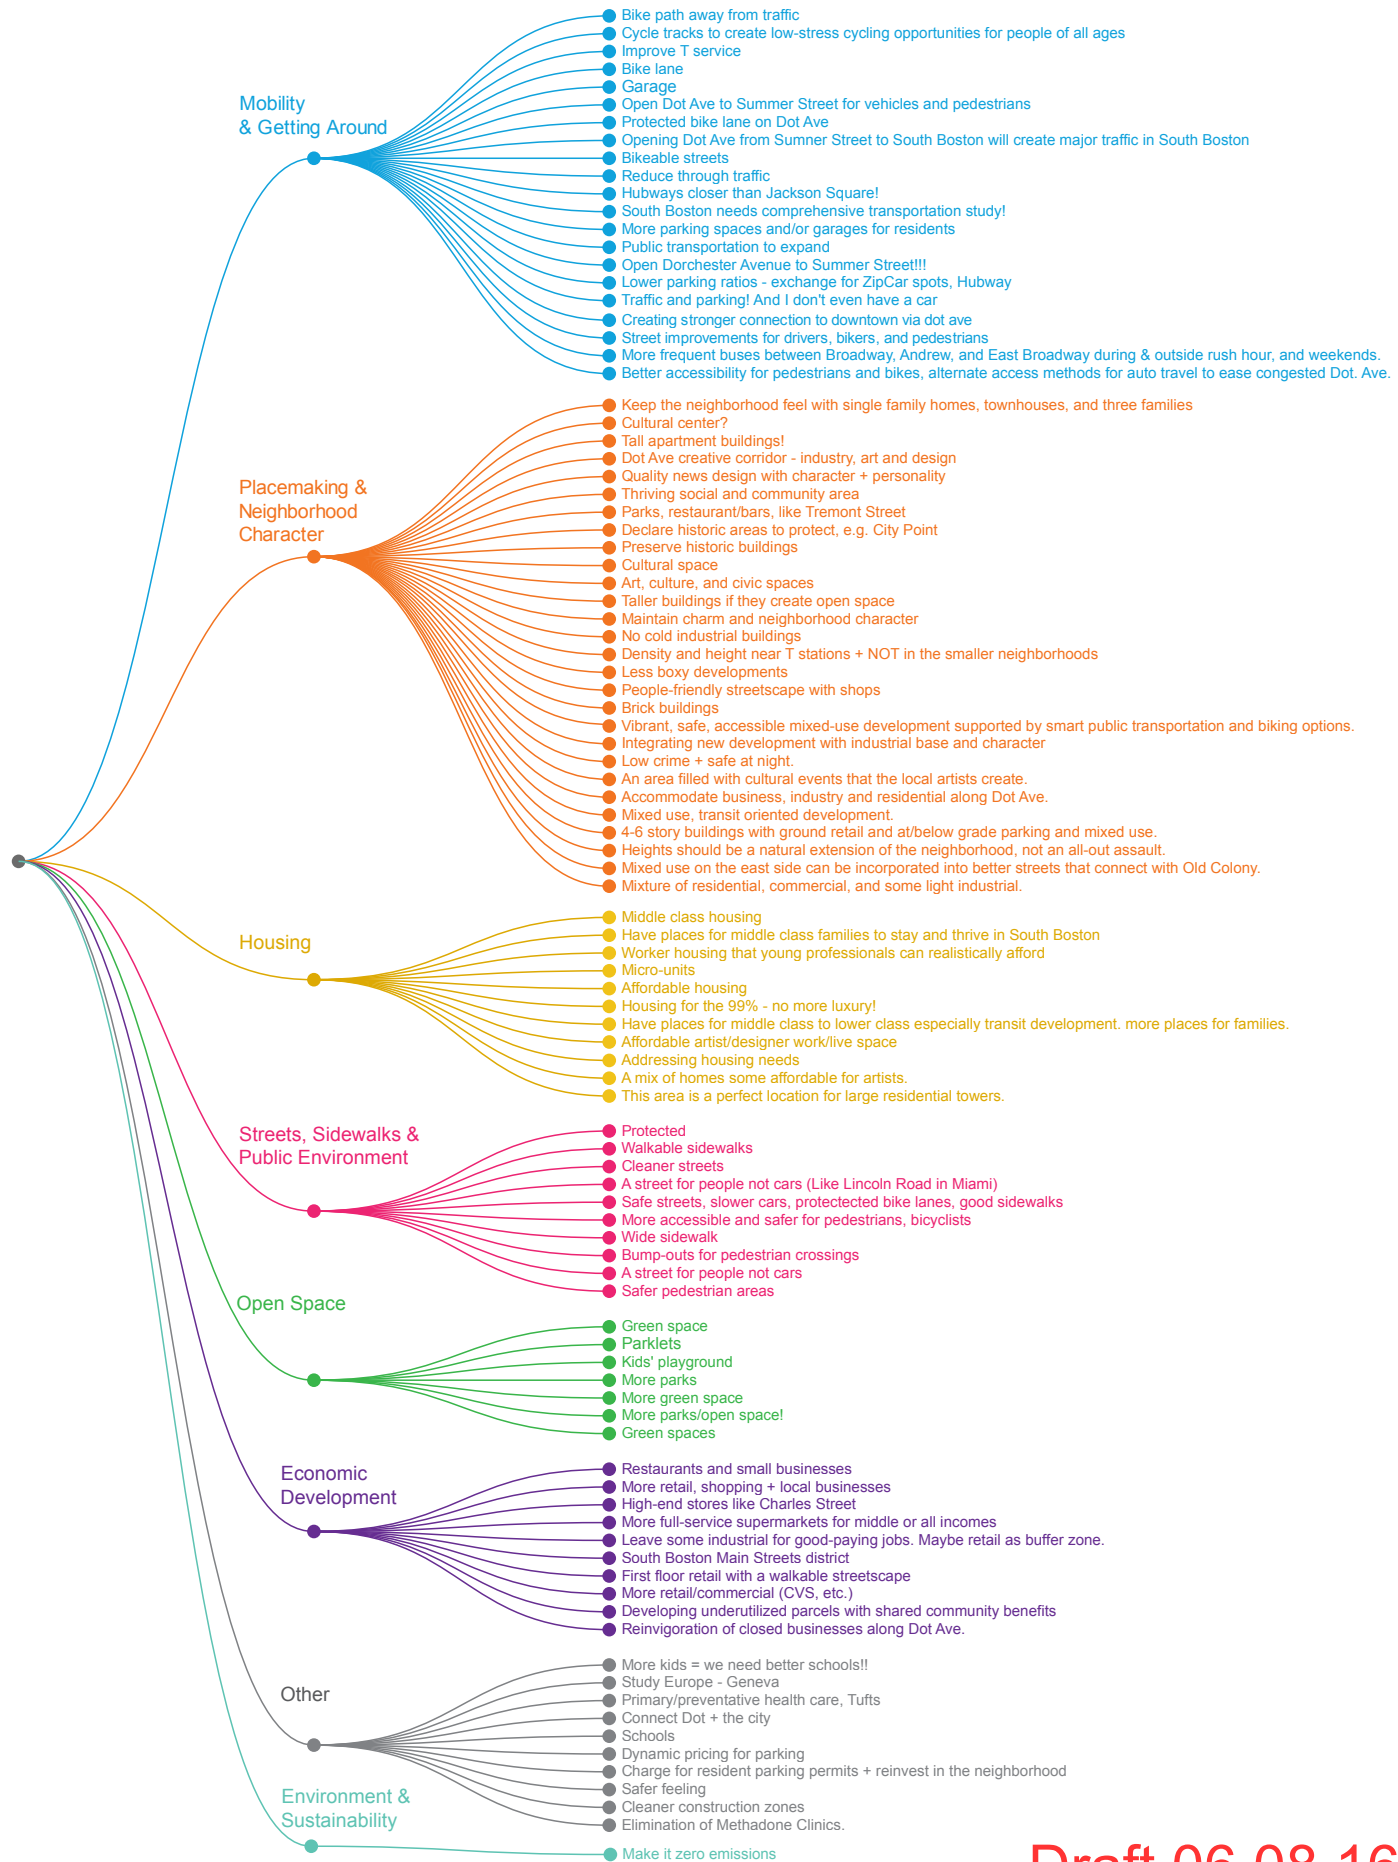 Mobility
& Getting Around
Bike path away from traffic
Cycle tracks to create low-stress cycling opportunities for people of all ages
Improve T service
Bike lane
Garage
Open Dot Ave to Summer Street for vehicles and pedestrians
Protected bike lane on Dot Ave
Opening Dot Ave from Sumner Street to South Boston will create major traffic in South Boston
Bikeable streets
Reduce through traffic
Hubways closer than Jackson Square!
South Boston needs comprehensive transportation study!
More parking spaces and/or garages for residents
Public transportation to expand
Open Dorchester Avenue to Summer Street!!!
Lower parking ratios - exchange for ZipCar spots, Hubway
Traffic and parking! And I don't even have a car
Creating stronger connection to downtown via dot ave
Street improvements for drivers, bikers, and pedestrians
More frequent buses between Broadway, Andrew, and East Broadway during & outside rush hour, and weekends.
Better accessibility for pedestrians and bikes, alternate access methods for auto travel to ease congested Dot. Ave.
Placemaking &
Neighborhood
Character
Keep the neighborhood feel with single family homes, townhouses, and three families
Cultural center?
Tall apartment buildings!
Dot Ave creative corridor - industry, art and design
Quality news design with character + personality
Thriving social and community area
Parks, restaurant/bars, like Tremont Street
Declare historic areas to protect, e.g. City Point
Preserve historic buildings
Cultural space
Art, culture, and civic spaces
Taller buildings if they create open space
Maintain charm and neighborhood character
No cold industrial buildings
Density and height near T stations + NOT in the smaller neighborhoods
Less boxy developments
People-friendly streetscape with shops
Brick buildings
Vibrant, safe, accessible mixed-use development supported by smart public transportation and biking options.
Integrating new development with industrial base and character
Low crime + safe at night.
An area filled with cultural events that the local artists create.
Accommodate business, industry and residential along Dot Ave.
Mixed use, transit oriented development.
4-6 story buildings with ground retail and at/below grade parking and mixed use.
Heights should be a natural extension of the neighborhood, not an all-out assault.
Mixed use on the east side can be incorporated into better streets that connect with Old Colony.
Mixture of residential, commercial, and some light industrial.
Housing
Middle class housing
Have places for middle class families to stay and thrive in South Boston
Worker housing that young professionals can realistically afford
Micro-units
Affordable housing
Housing for the 99% - no more luxury!
Have places for middle class to lower class especially transit development. more places for families.
Affordable artist/designer work/live space
Addressing housing needs
A mix of homes some affordable for artists.
This area is a perfect location for large residential towers.
Streets, Sidewalks &
Public Environment
Protected
Walkable sidewalks
Cleaner streets
A street for people not cars (Like Lincoln Road in Miami)
Safe streets, slower cars, protectected bike lanes, good sidewalks
More accessible and safer for pedestrians, bicyclists
Wide sidewalk
Bump-outs for pedestrian crossings
A street for people not cars
Safer pedestrian areas
Open Space
Green space
Parklets
Kids' playground
More parks
More green space
More parks/open space!
Green spaces
Economic
Development
Restaurants and small businesses
More retail, shopping + local businesses
High-end stores like Charles Street
More full-service supermarkets for middle or all incomes
Leave some industrial for good-paying jobs. Maybe retail as buffer zone.
South Boston Main Streets district
First floor retail with a walkable streetscape
More retail/commercial (CVS, etc.)
Developing underutilized parcels with shared community benefits
Reinvigoration of closed businesses along Dot Ave.
Other
More kids = we need better schools!!
Study Europe - Geneva
Primary/preventative health care, Tufts
Connect Dot + the city
Schools
Dynamic pricing for parking
Charge for resident parking permits + reinvest in the neighborhood
Safer feeling
Cleaner construction zones
Elimination of Methadone Clinics.
Environment &
Sustainability
Make it zero emissions
Draft 06.08.16